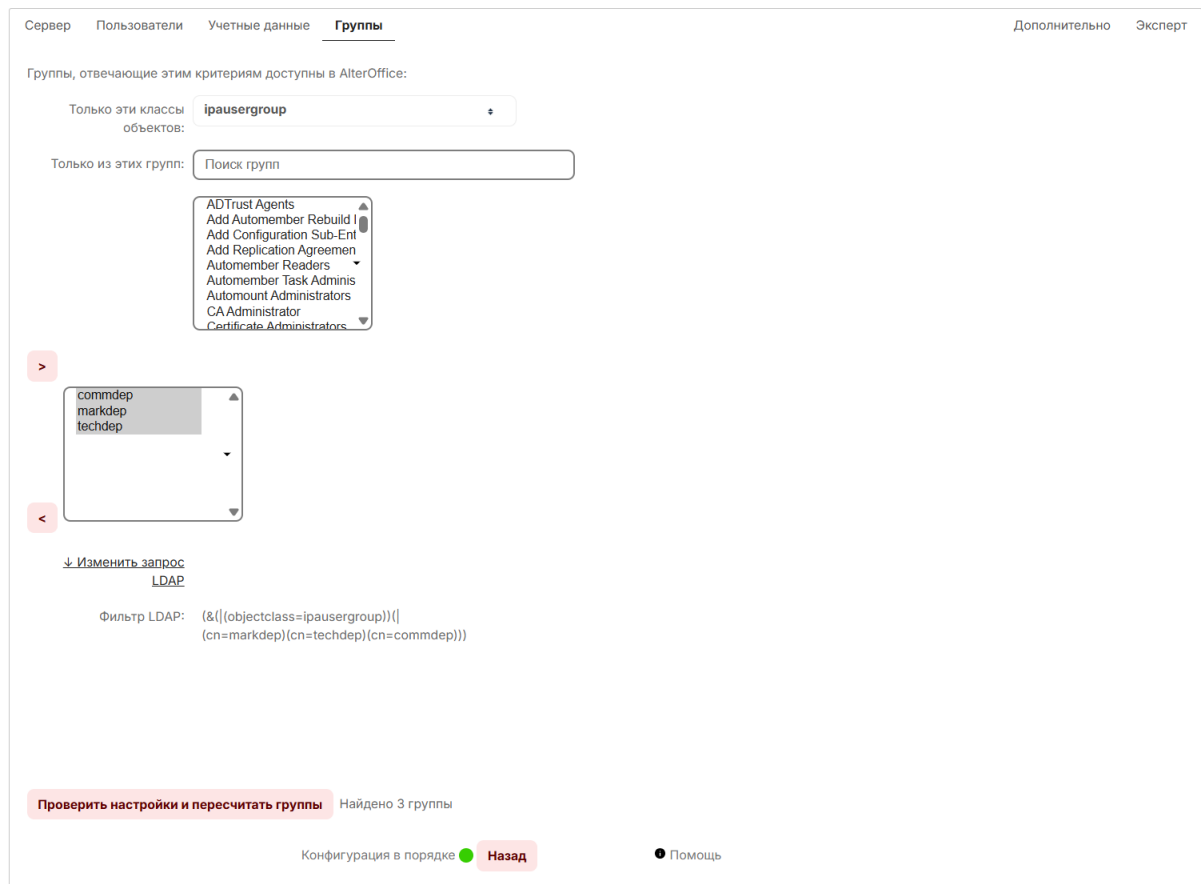 Сервер Пользователи Учетные данные Группы Дополнительно Эксперт
Группы, отвечающие этим критериям доступны в AlterOffice:
Только эти классы объектов:
ipausergroup
Только из этих групп:
Поиск групп
ADTrust Agents
Add Automember Rebuild
Add Configuration Sub-Ent
Add Replication Agreemen
Automember Readers
Automember Task Adminis
Automount Administrators
CA Administrator
Certificate Administrators
>
commdep
markdep
techdep
<
↓ Изменить запрос
LDAP
Фильтр LDAP: (&(|(objectclass=ipausergroup))(|
(cn=markdep)(cn=techdep)(cn=commdep)))
Проверить настройки и пересчитать группы Найдено 3 группы
Конфигурация в порядке Назад Помощь